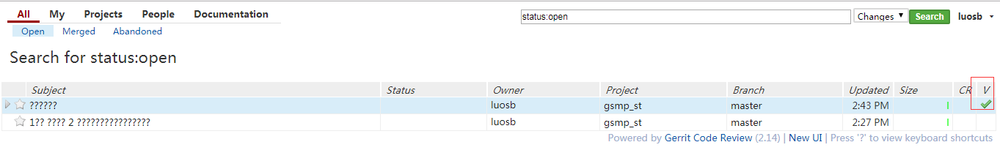 All My Projects People Documentation status:open Changes Search luosb
Open Merged Abandoned
Search for status:open
Subject Status Owner Project Branch Updated Size CR V
?????? luosb gsmp_st master 2:43 PM
1?? ???? 2 ???????????????? luosb gsmp_st master 2:27 PM
Powered by Gerrit Code Review (2.14) | New UI | Press '?' to view keyboard shortcuts